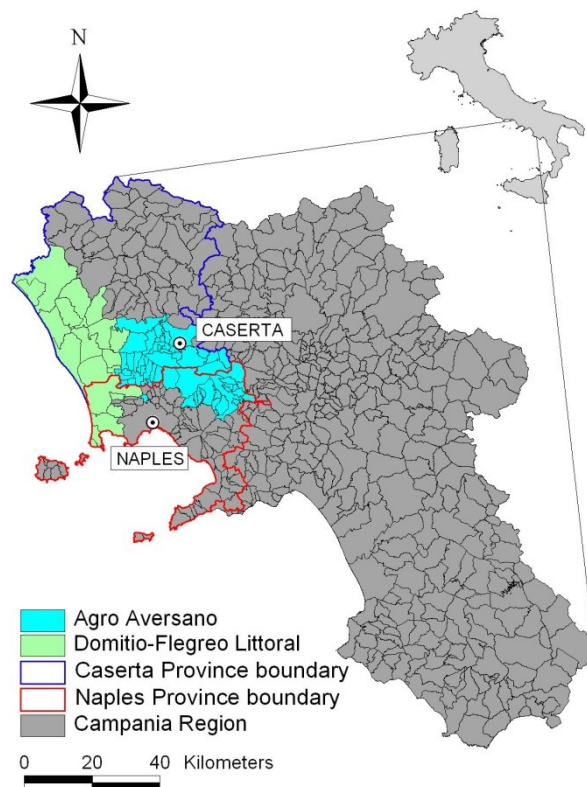 N
CASERTA
NAPLES
Agro Aversano
Domitio-Flegreo Littoral
Caserta Province boundary
Naples Province boundary
Campania Region
0 20 40 Kilometers